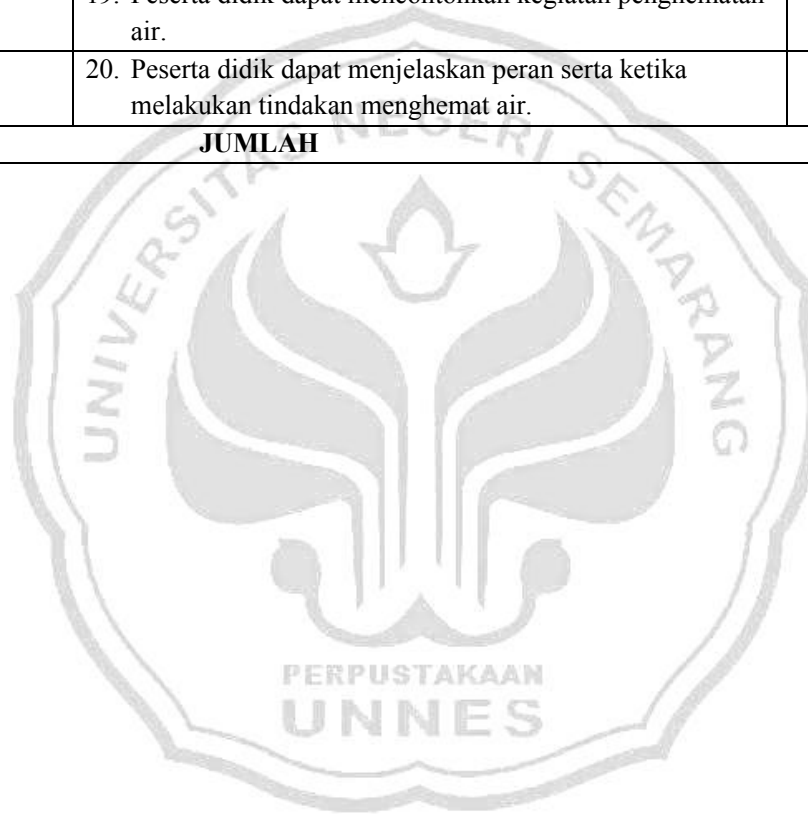 19. Peserta didik dapat mencontohkan kegiatan penghematan
air.
20. Peserta didik dapat menjelaskan peran serta ketika
melakukan tindakan menghemat air.
JUMLAH
UNIVERSITAS NEGERI SEMARANG
PERPUSTAKAAN
UNNES